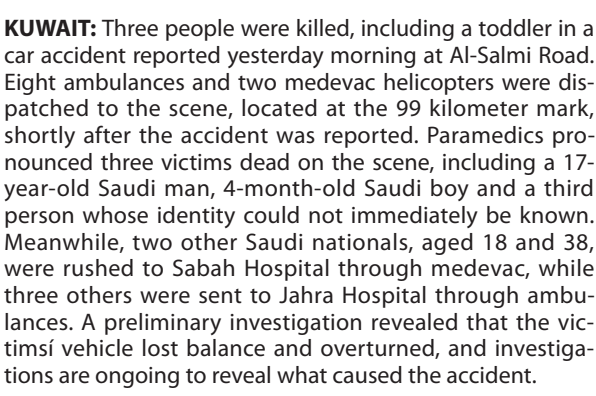 KUWAIT: Three people were killed, including a toddler in a
car accident reported yesterday morning at Al-Salmi Road.
Eight ambulances and two medevac helicopters were dis-
patched to the scene, located at the 99 kilometer mark,
shortly after the accident was reported. Paramedics pro-
nounced three victims dead on the scene, including a 17-
year-old Saudi man, 4-month-old Saudi boy and a third
person whose identity could not immediately be known.
Meanwhile, two other Saudi nationals, aged 18 and 38,
were rushed to Sabah Hospital through medevac, while
three others were sent to Jahra Hospital through ambu-
lances. A preliminary investigation revealed that the vic-
timsí vehicle lost balance and overturned, and investiga-
tions are ongoing to reveal what caused the accident.